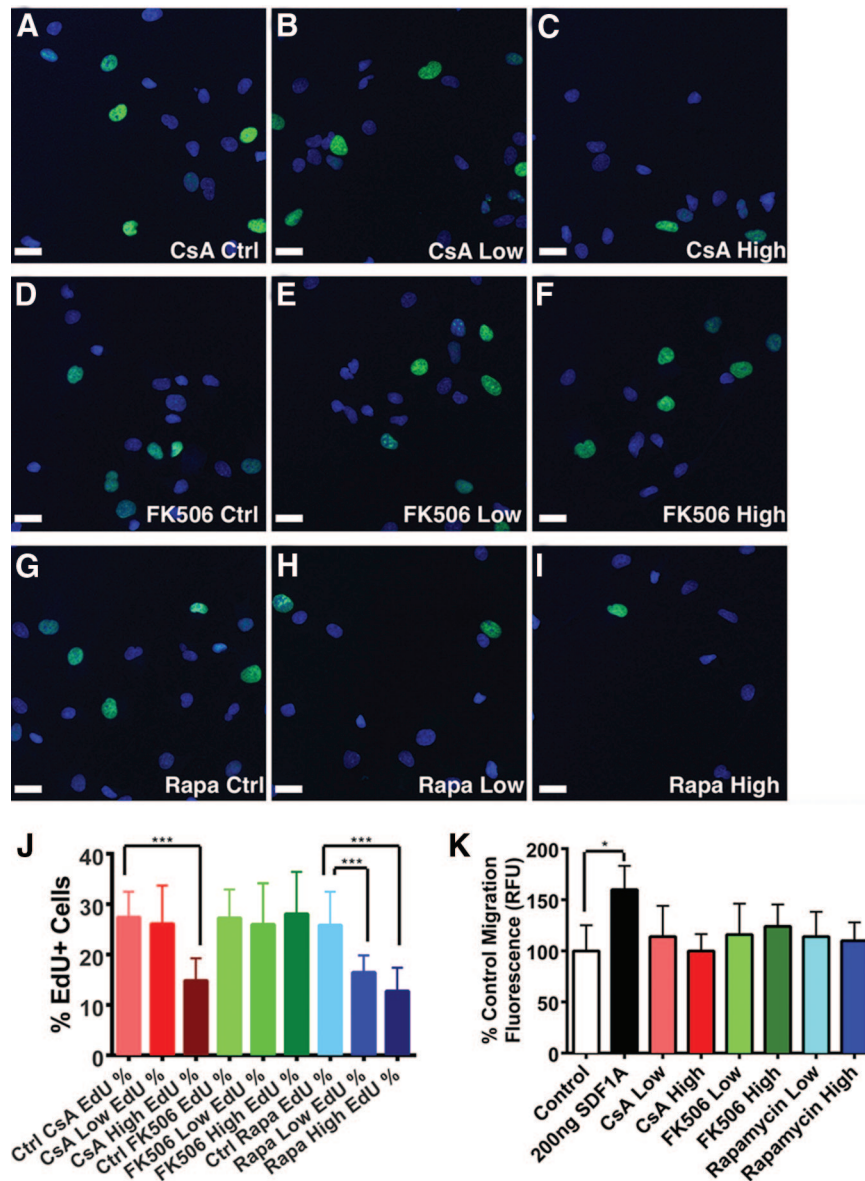 A
B
C
CsA Ctrl
CsA Low
CsA High
D
E
F
FK506 Ctrl
FK506 Low
FK506 High
G
H
I
Rapa Ctrl
Rapa Low
Rapa High
J
% EdU+ Cells
40
30
20
10
0
***
***
***
Ctrl CsA EdU %
CsA Low EdU %
CsA High EdU %
Ctrl FK506 EdU %
FK506 Low EdU %
FK506 High EdU %
Ctrl Rapa EdU %
Rapa Low EdU %
Rapa High EdU %
K
% Control Migration
Fluorescence (RFU)
200
150
100
50
0
*
Control
200ng SDF1A
CsA Low
CsA High
FK506 Low
FK506 High
Rapamycin Low
Rapamycin High